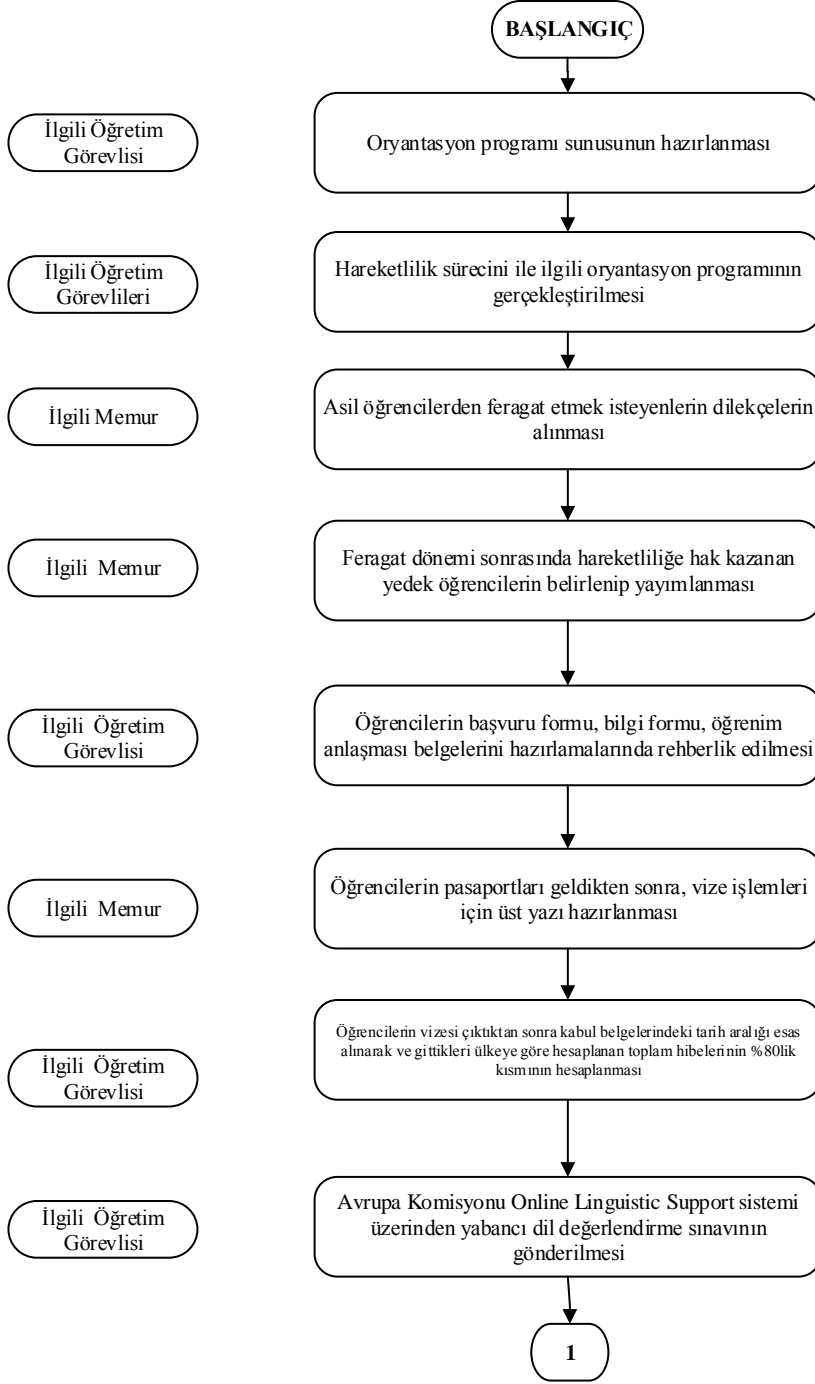 BAŞLANGIÇ
İlgili Öğretim
Görevlisi
Oryantasyon programı sunusunun hazırlanması
İlgili Öğretim
Görevlileri
Hareketlilik sürecini ile ilgili oryantasyon programının
gerçekleştirilmesi
İlgili Memur
Asil öğrencilerden feragat etmek isteyenlerin dilekçelerin
alınması
İlgili Memur
Feragat dönemi sonrasında hareketliliğe hak kazanan
yedek öğrencilerin belirlenip yayımlanması
İlgili Öğretim
Görevlisi
Öğrencilerin başvuru formu, bilgi formu, öğrenim
anlaşması belgelerini hazırlamalarında rehberlik edilmesi
İlgili Memur
Öğrencilerin pasaportları geldikten sonra, vize işlemleri
için üst yazı hazırlanması
İlgili Öğretim
Görevlisi
Öğrencilerin vizesi çıktıktan sonra kabul belgelerindeki tarih aralığı esas
alınarak ve gittikleri ülkeye göre hesaplanan toplam hibelerinin %80lik
kısmının hesaplanması
İlgili Öğretim
Görevlisi
Avrupa Komisyonu Online Linguistic Support sistemi
üzerinden yabancı dil değerlendirme sınavının
gönderilmesi
1